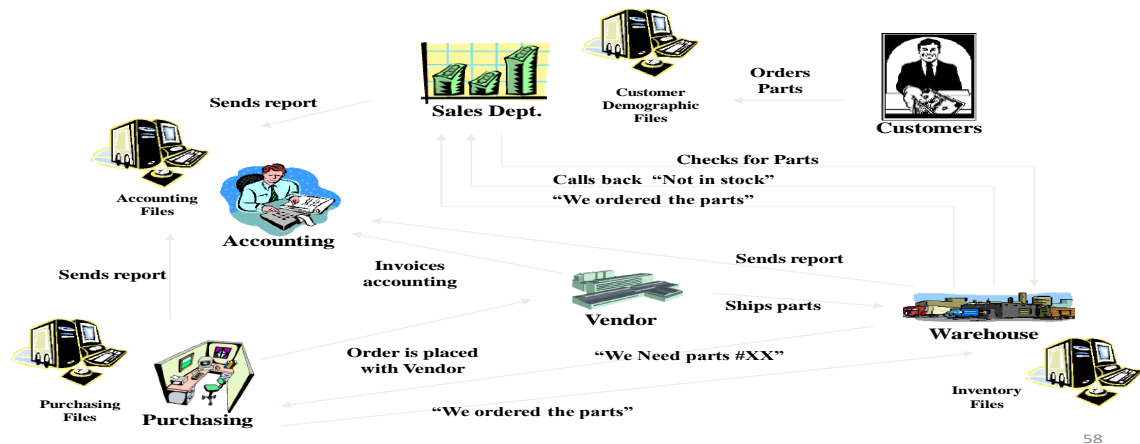 Orders
Parts
Customers
Customer
Demographic
Files
Sales Dept.
Sends report
Accounting
Files
Accounting
Checks for Parts
Calls back “Not in stock”
“We ordered the parts”
Sends report
Invoices
accounting
Sends report
Vendor
Ships parts
Warehouse
Order is placed
with Vendor
“We Need parts #XX”
Inventory
Files
Purchasing
Files
Purchasing
“We ordered the parts”
58